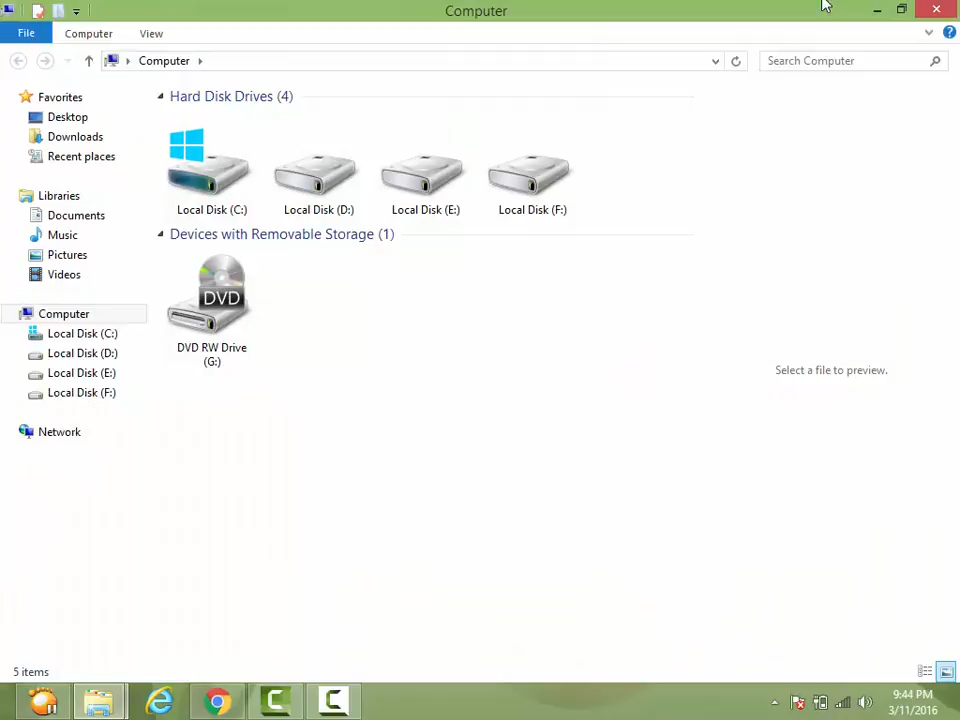 Computer
File
Computer
View
Computer
Search Computer
Favorites
Desktop
Downloads
Recent places
Libraries
Documents
Music
Pictures
Videos
Computer
Local Disk (C:)
Local Disk (D:)
Local Disk (E:)
Local Disk (F:)
Network
Hard Disk Drives (4)
Local Disk (C:)
Local Disk (D:)
Local Disk (E:)
Local Disk (F:)
Devices with Removable Storage (1)
DVD
DVD RW Drive
(G:)
Select a file to preview.
5 items
9:44 PM
3/11/2016